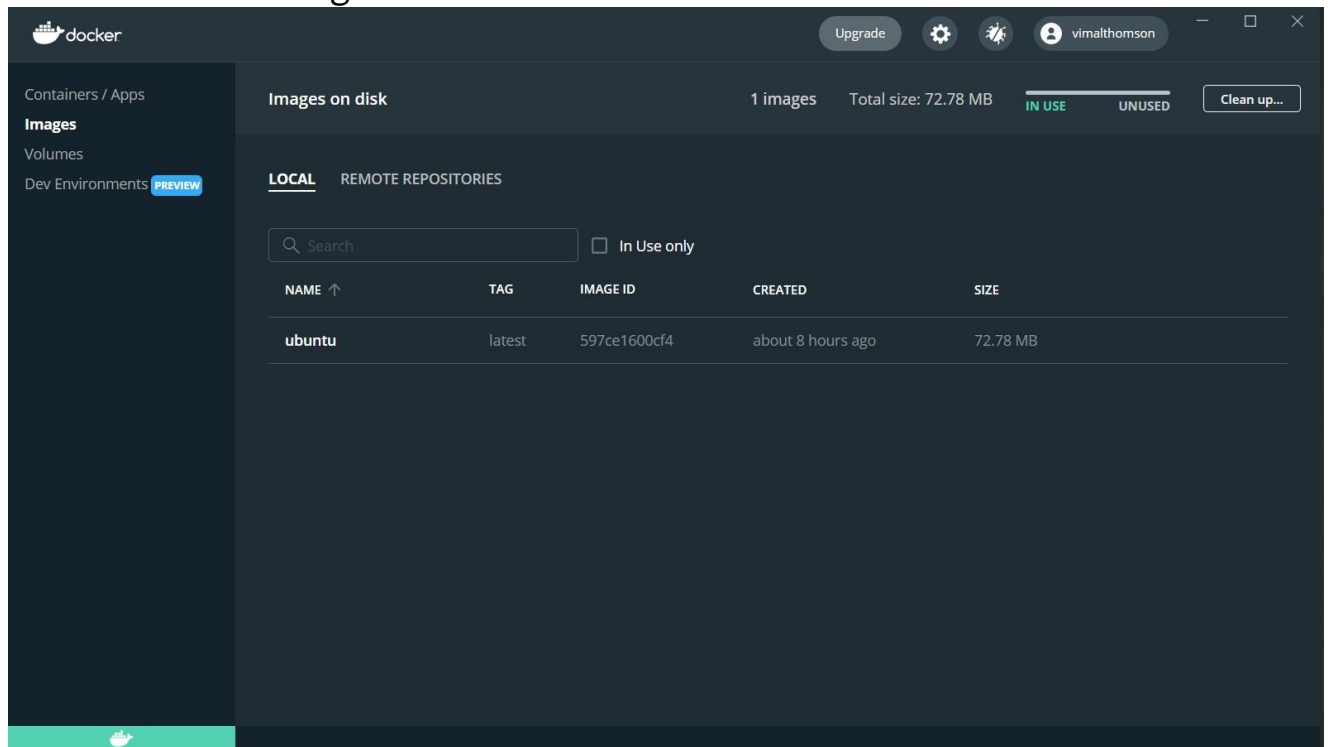 docker
Upgrade
vimalthomson
Containers / Apps
Images
Volumes
Dev Environments PREVIEW
Images on disk
1 images
Total size: 72.78 MB
IN USE
UNUSED
Clean up...
LOCAL
REMOTE REPOSITORIES
Search
In Use only
NAME TAG IMAGE ID CREATED SIZE
ubuntu latest 597ce1600cf4 about 8 hours ago 72.78 MB